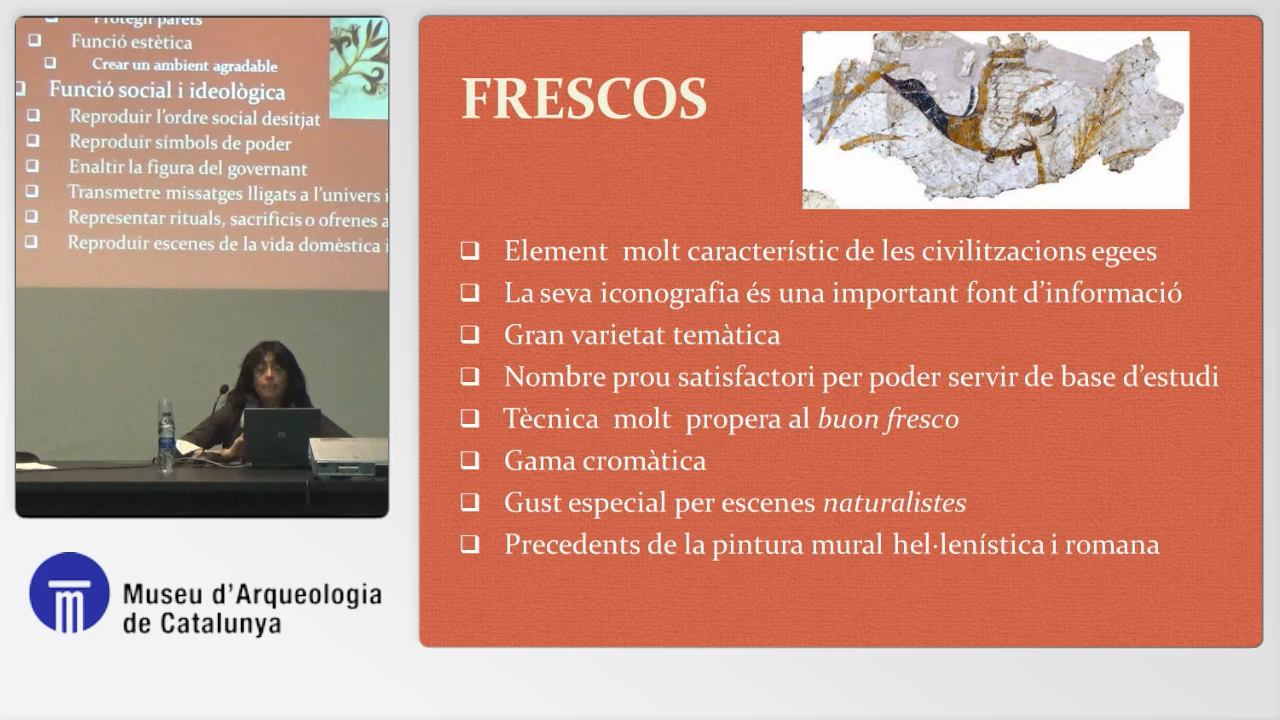 Protegir parets
Funció estètica
Crear un ambient agradable
Funció social i ideològica
Reproduir l'ordre social desitjat
Reproduir símbols de poder
Enaltir la figura del governant
Transmetre missatges lligats a l'univers i
Representar rituals, sacrificis o ofrenes a
Reproduir escenes de la vida domèstica i
Museu d'Arqueologia
de Catalunya
FRESCOS
Element molt característic de les civilitzacions egees
La seva iconografia és una important font d'informació
Gran varietat temàtica
Nombre prou satisfactori per poder servir de base d'estudi
Tècnica molt propera al buon fresco
Gama cromàtica
Gust especial per escenes naturalistes
Precedents de la pintura mural hel·lenística i romana